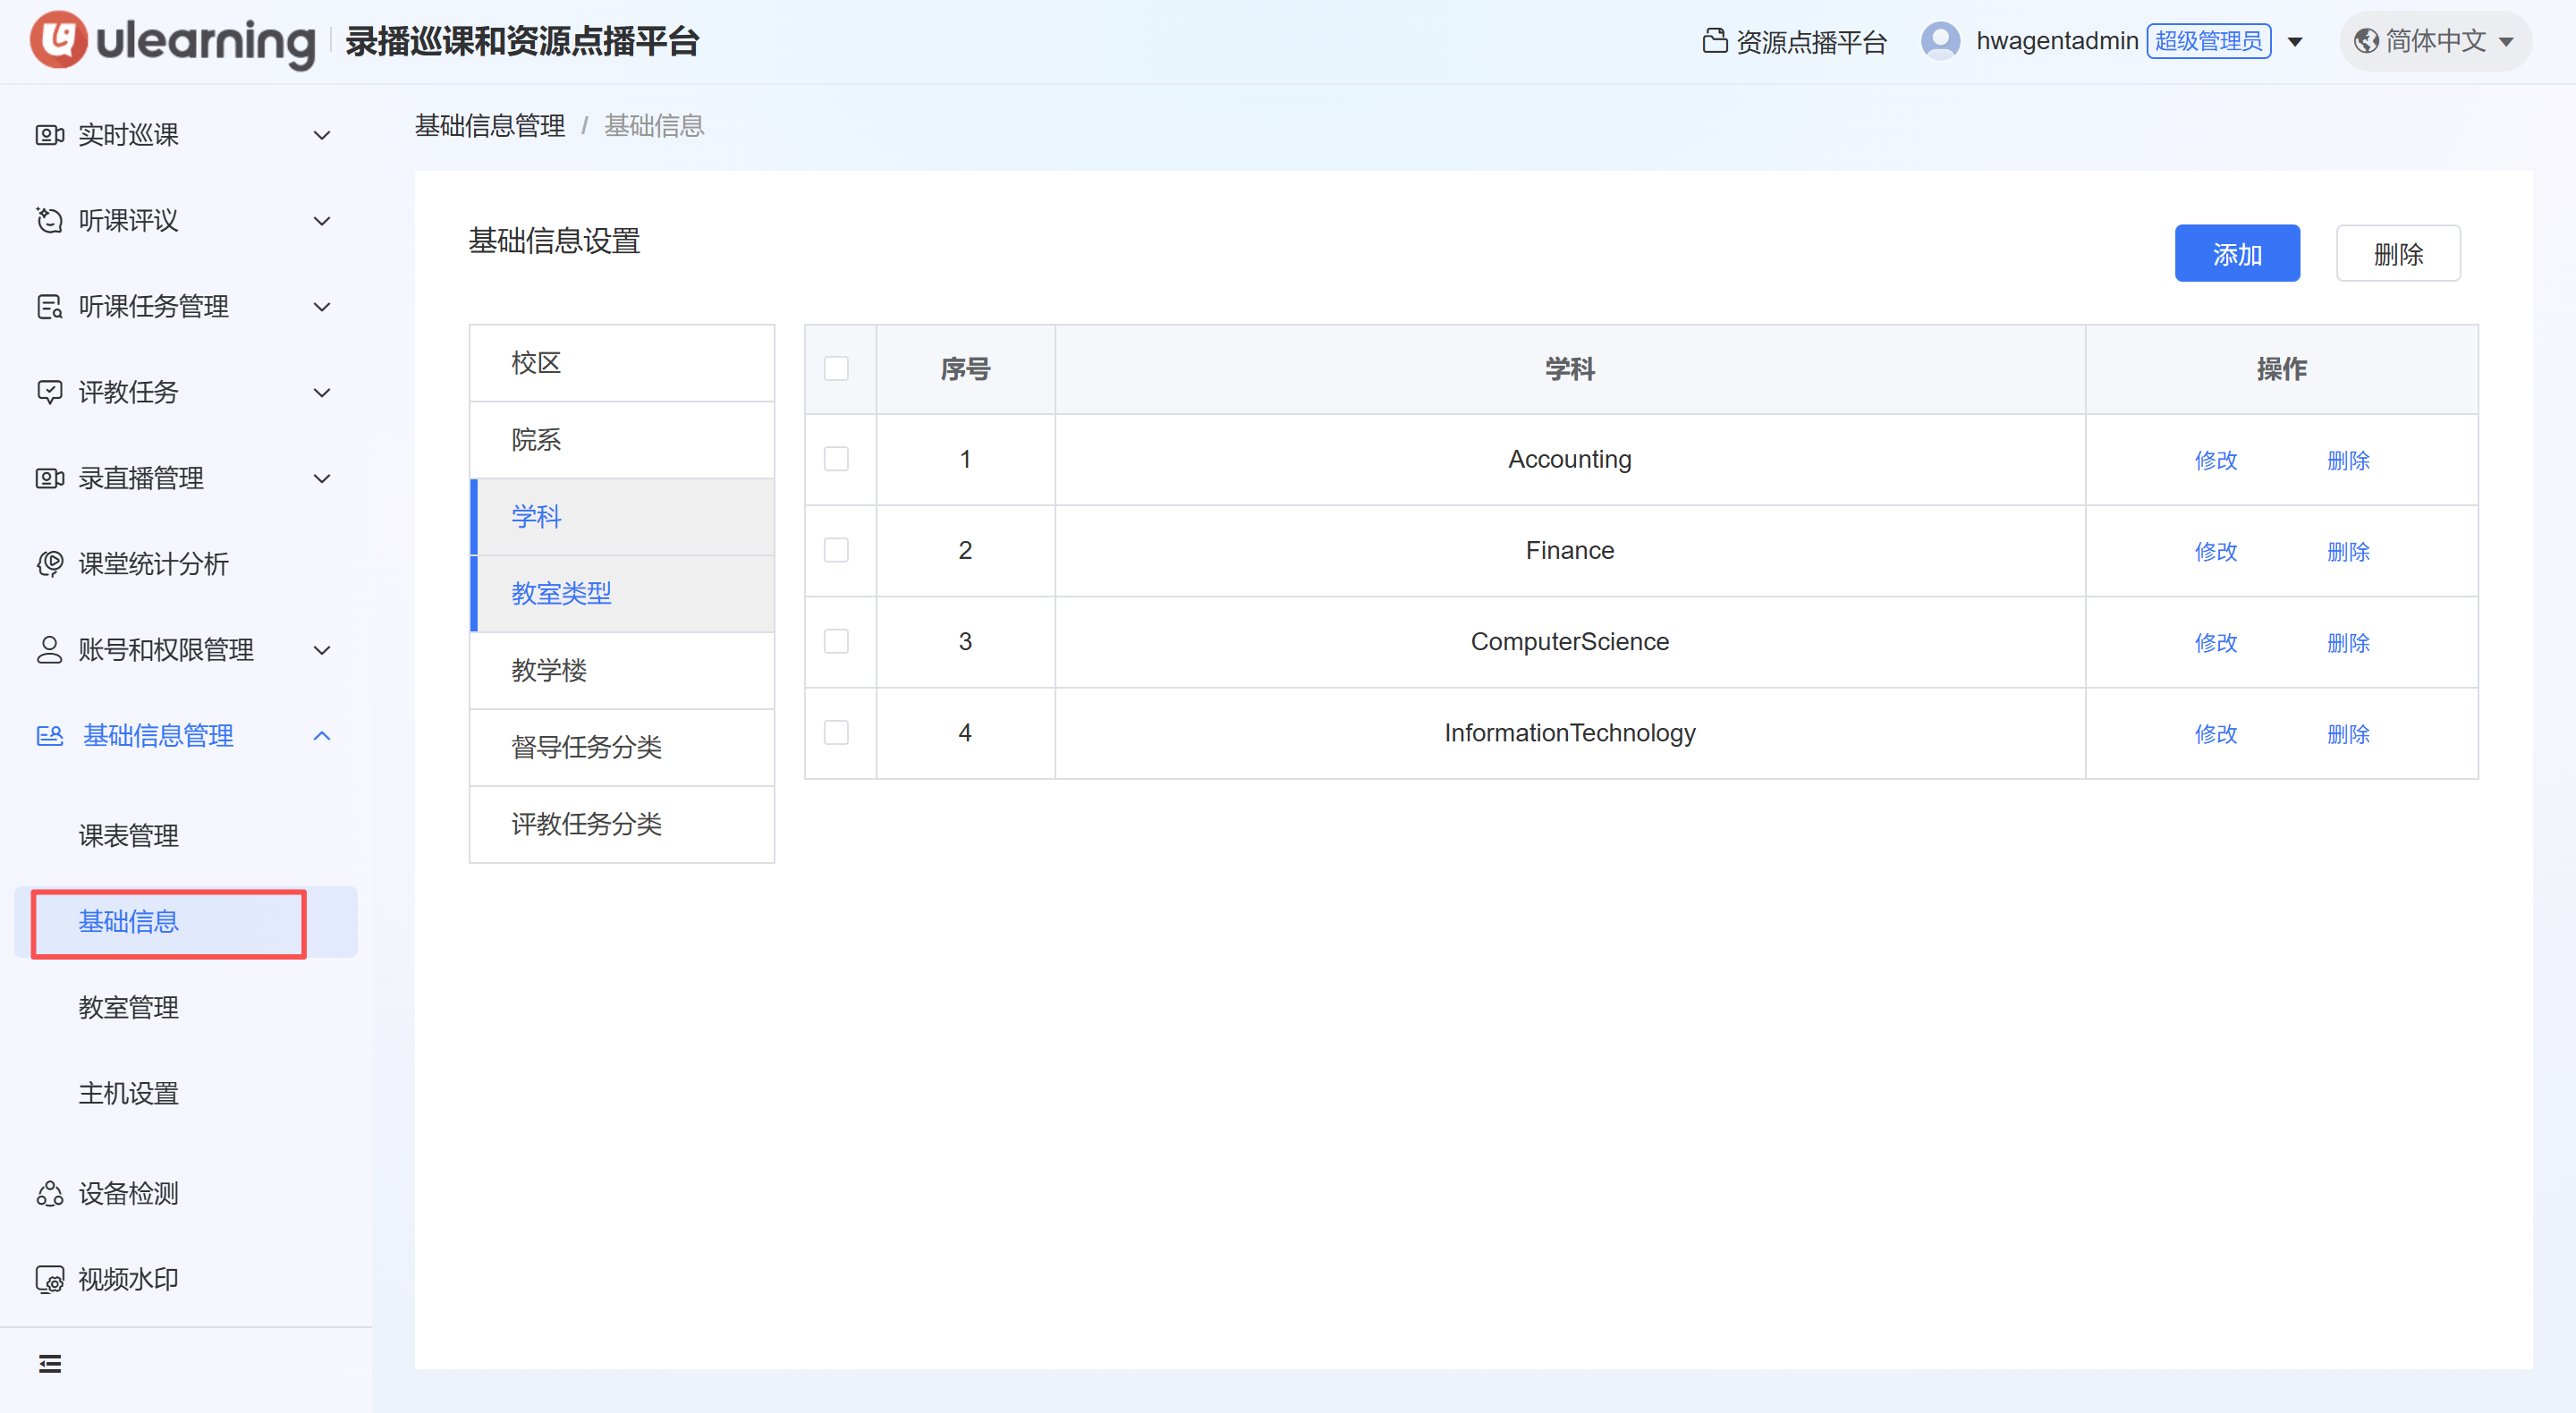 ulearning 录播巡课和资源点播平台 资源点播平台 hwagentadmin 超级管理员 简体中文
实时巡课
听课评议
听课任务管理
评教任务
录直播管理
课堂统计分析
账号和权限管理
基础信息管理
课表管理
基础信息
教室管理
主机设置
设备检测
视频水印
基础信息管理 / 基础信息
基础信息设置 添加 删除
校区
院系
学科
教室类型
教学楼
督导任务分类
评教任务分类
序号 学科 操作
1 Accounting 修改 删除
2 Finance 修改 删除
3 ComputerScience 修改 删除
4 InformationTechnology 修改 删除